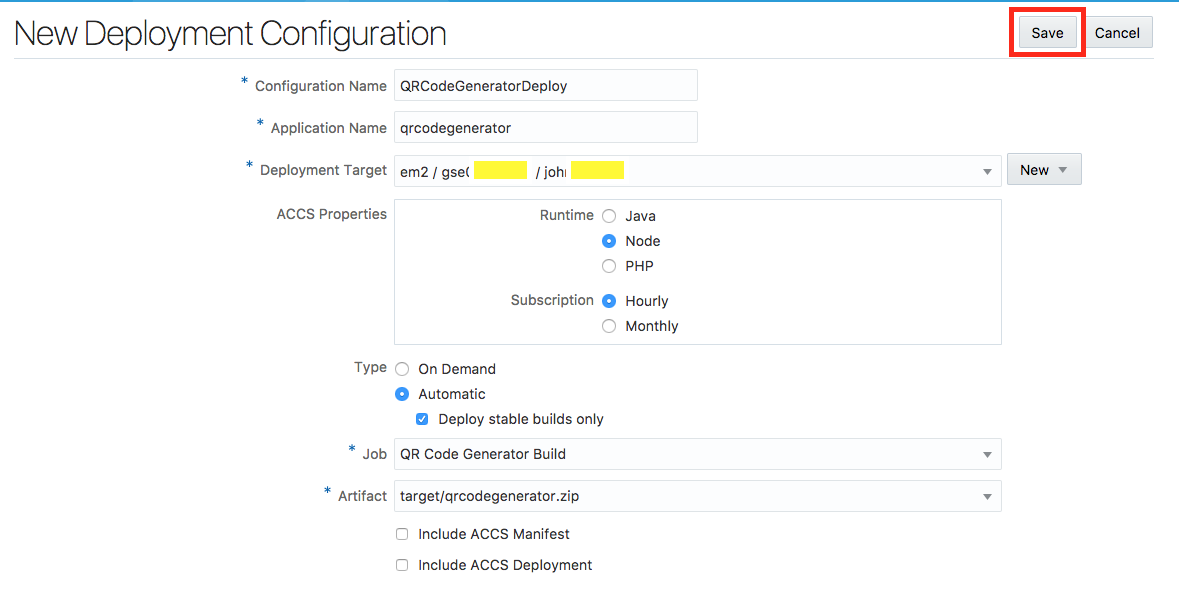 New Deployment Configuration
Save Cancel
* Configuration Name QRCodeGeneratorDeploy
* Application Name qrcodegenerator
* Deployment Target em2 / gse / joh New
ACCS Properties
Runtime Java
Node
PHP
Subscription Hourly
Monthly
Type On Demand
Automatic
Deploy stable builds only
* Job QR Code Generator Build
* Artifact target/qrcodegenerator.zip
Include ACCS Manifest
Include ACCS Deployment